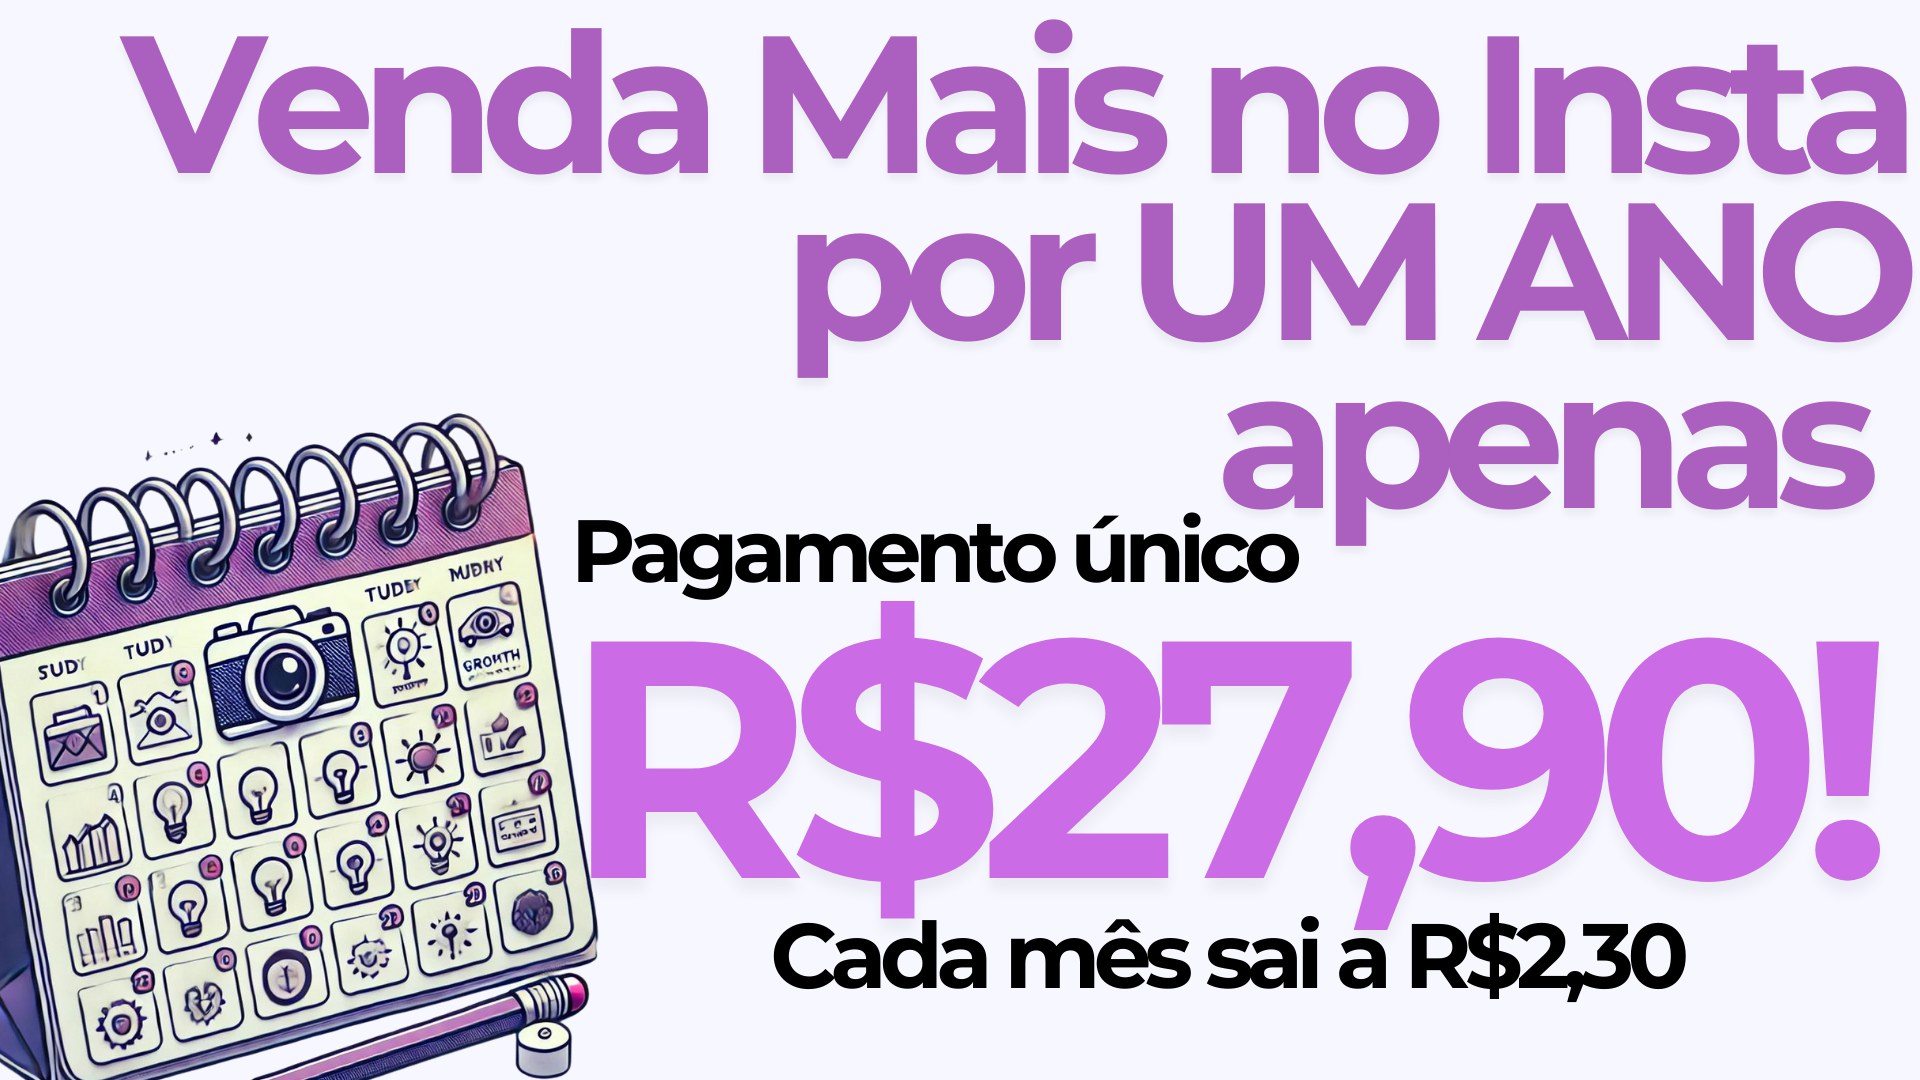 Venda Mais no Insta
por UM ANO
apenas
Pagamento único
R$27,90!
Cada mês sai a R$2,30
SUDY
TUDY
TUDEY
MUDHY
GROWTH